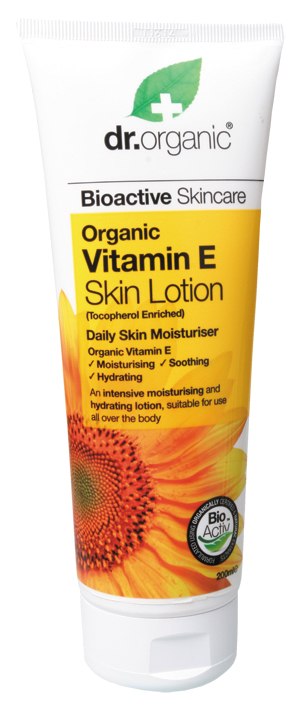 dr.organic®
Bioactive Skincare
Organic
Vitamin E
Skin Lotion
(Tocopherol Enriched)
Daily Skin Moisturiser
Organic Vitamin E
✓ Moisturising ✓ Soothing
✓ Hydrating
An intensive moisturising and
hydrating lotion, suitable for use
all over the body
Bio
Activ
200ml